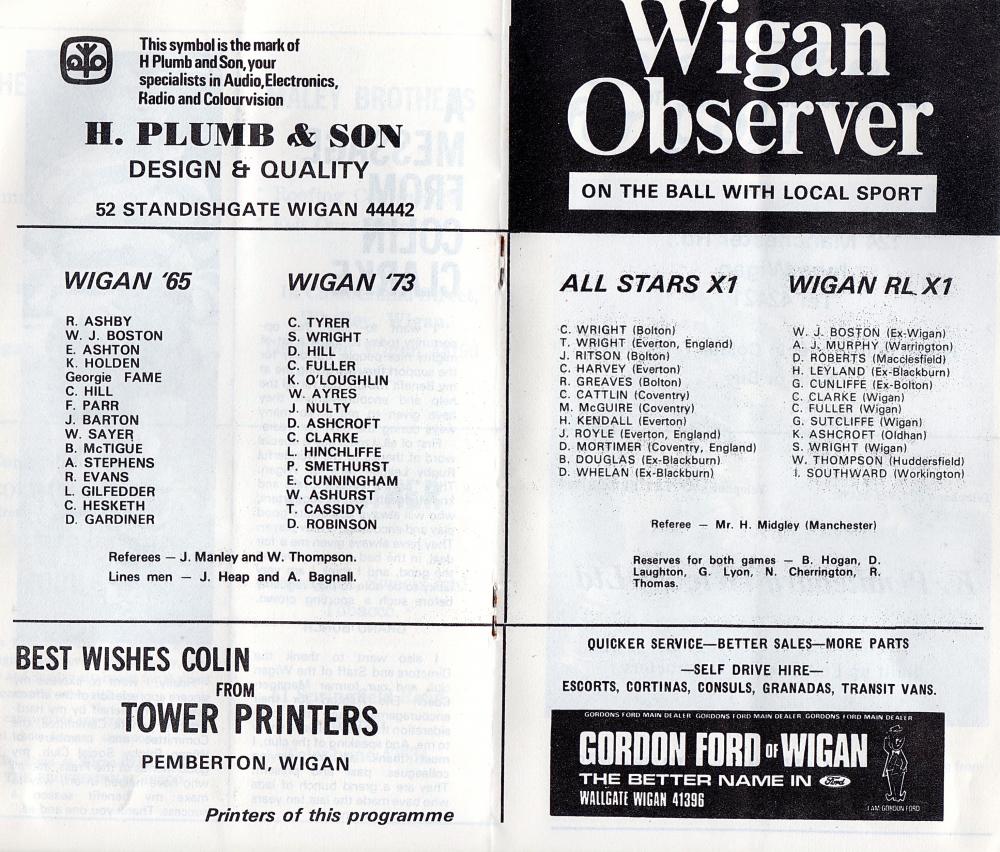 This symbol is the mark of
H Plumb and Son, your
specialists in Audio, Electronics,
Radio and Colourvision
H. PLUMB & SON
DESIGN & QUALITY
52 STANDISHGATE WIGAN 44442
WIGAN '65
R. ASHBY
W. J. BOSTON
E. ASHTON
K. HOLDEN
Georgie FAME
C. HILL
F. PARR
J. BARTON
W. SAYER
B. McTIGUE
A. STEPHENS
R. EVANS
L. GILFEDDER
C. HESKETH
D. GARDINER
WIGAN '73
C. TYRER
S. WRIGHT
D. HILL
C. FULLER
K. O'LOUGHLIN
W. AYRES
J. NULTY
D. ASHCROFT
C. CLARKE
L. HINCHLIFFE
P. SMETHURST
E. CUNNINGHAM
W. ASHURST
T. CASSIDY
D. ROBINSON
Referees — J. Manley and W. Thompson.
Lines men — J. Heap and A. Bagnall.
BEST WISHES COLIN
FROM
TOWER PRINTERS
PEMBERTON, WIGAN
Printers of this programme
Wigan
Observer
ON THE BALL WITH LOCAL SPORT
ALL STARS X1
C. WRIGHT (Bolton)
T. WRIGHT (Everton, England)
J. RITSON (Bolton)
C. HARVEY (Everton)
R. GREAVES (Bolton)
C. CATTLIN (Coventry)
M. McGUIRE (Coventry)
H. KENDALL (Everton)
J. ROYLE (Everton, England)
D. MORTIMER (Coventry, England)
B. DOUGLAS (Ex-Blackburn)
D. WHELAN (Ex-Blackburn)
WIGAN RL X1
W. J. BOSTON (Ex-Wigan)
A. J. MURPHY (Warrington)
D. ROBERTS (Macclesfield)
H. LEYLAND (Ex-Blackburn)
G. CUNLIFFE (Ex-Bolton)
C. CLARKE (Wigan)
C. FULLER (Wigan)
G. SUTCLIFFE (Wigan)
K. ASHCROFT (Oldhan)
S. WRIGHT (Wigan)
W. THOMPSON (Huddersfield)
I. SOUTHWARD (Workington)
Referee — Mr. H. Midgley (Manchester)
Reserves for both games — B. Hogan, D.
Laughton, G. Lyon, N. Cherrington, R.
Thomas.
QUICKER SERVICE—BETTER SALES—MORE PARTS
—SELF DRIVE HIRE—
ESCORTS, CORTINAS, CONSULS, GRANADAS, TRANSIT VANS.
GORDONS FORD MAIN DEALER GORDONS FORD MAIN DEALER GORDONS FORD MAIN DEALER
GORDON FORD OF WIGAN
THE BETTER NAME IN Ford
WALLGATE WIGAN 41396
I AM GORDON FORD